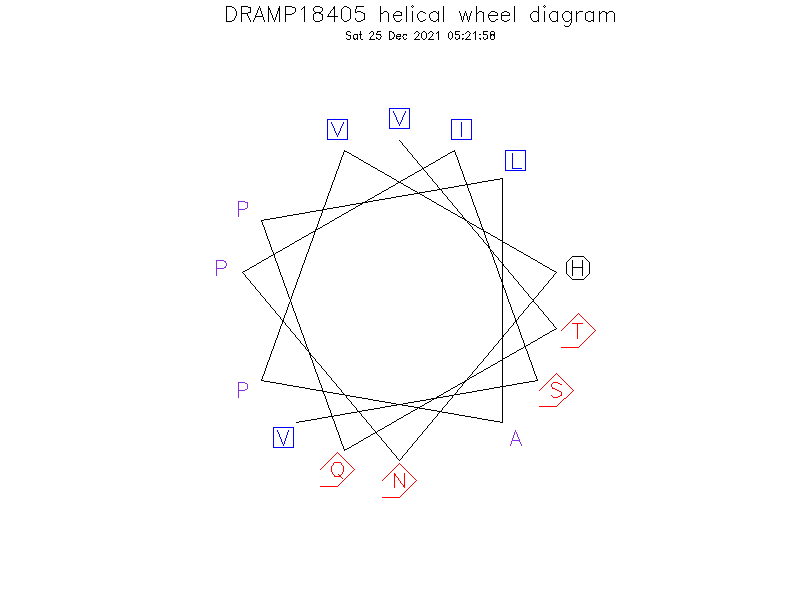 DRAMP18405 helical wheel diagram
Sat 25 Dec 2021 05:21:58
V
V
I
L
P
P
H
T
P
S
V
A
Q
N